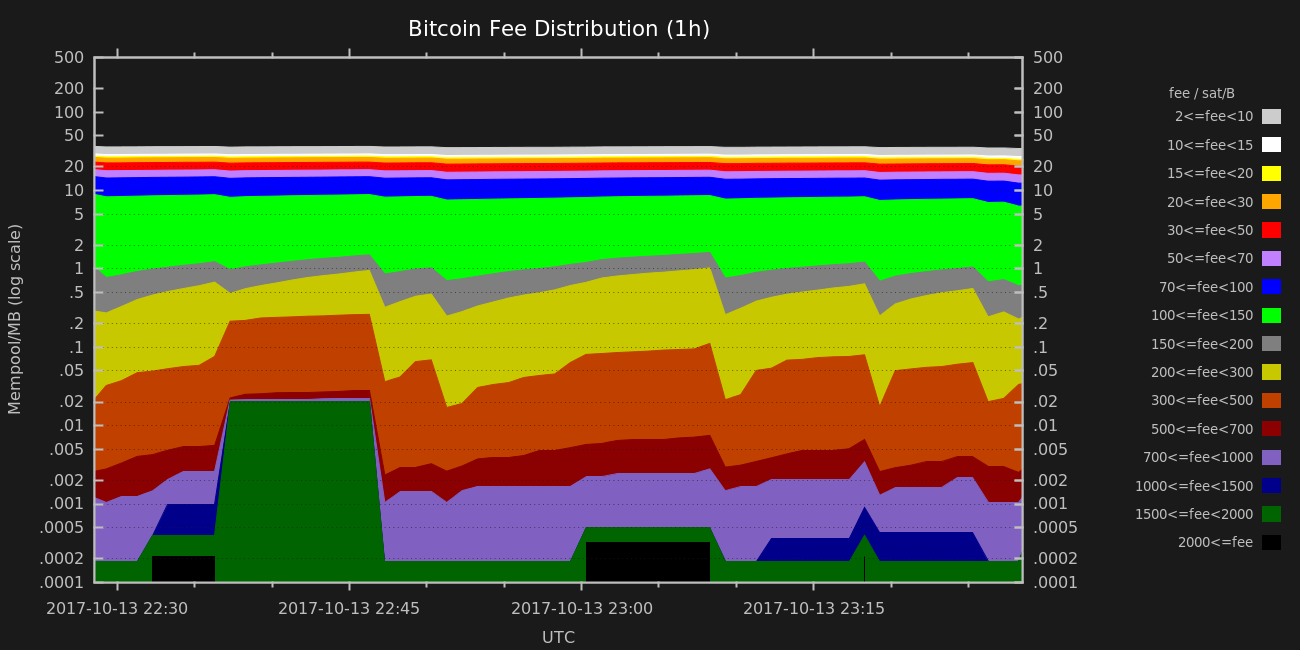 Bitcoin Fee Distribution (1h)
500 500
200 200
100 100
50 50
20 20
10 10
5 5
2 2
1 1
.5 .5
.2 .2
.1 .1
.05 .05
.02 .02
.01 .01
.005 .005
.002 .002
.001 .001
.0005 .0005
.0002 .0002
.0001 .0001
Mempool/MB (log scale)
2017-10-13 22:30 2017-10-13 22:45 2017-10-13 23:00 2017-10-13 23:15
UTC
fee / sat/B
2<=fee<10
10<=fee<15
15<=fee<20
20<=fee<30
30<=fee<50
50<=fee<70
70<=fee<100
100<=fee<150
150<=fee<200
200<=fee<300
300<=fee<500
500<=fee<700
700<=fee<1000
1000<=fee<1500
1500<=fee<2000
2000<=fee